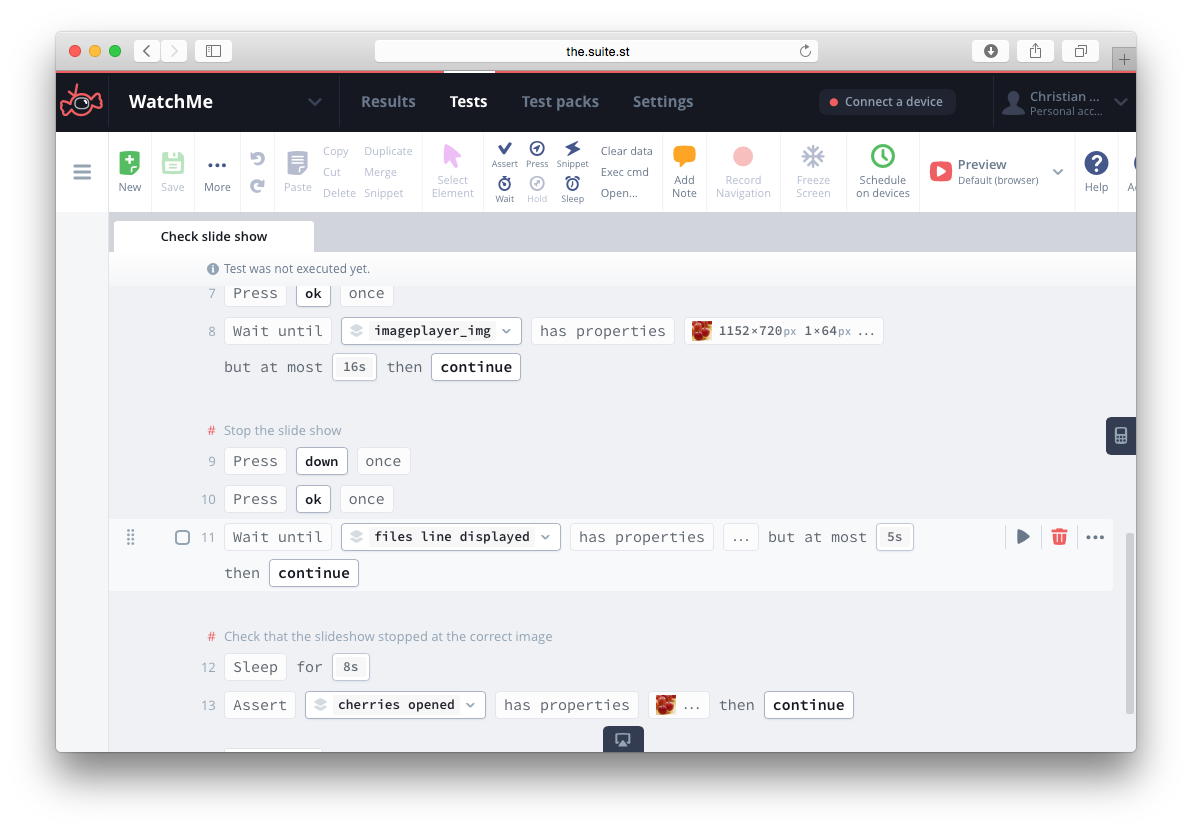 the.suite.st
WatchMe
Results
Tests
Test packs
Settings
Connect a device
Christian ...
Personal acc...
New
Save
More
Paste
Copy
Duplicate
Cut
Merge
Delete
Snippet
Select
Element
Assert
Press
Snippet
Wait
Hold
Sleep
Clear data
Exec cmd
Open...
Add
Note
Record
Navigation
Freeze
Screen
Schedule
on devices
Preview
Default (browser)
Help
Check slide show
Test was not executed yet.
7 Press ok once
8 Wait until imageplayer_img has properties 1152×720px 1×64px ...
but at most 16s then continue
# Stop the slide show
9 Press down once
10 Press ok once
11 Wait until files line displayed has properties ... but at most 5s
then continue
# Check that the slideshow stopped at the correct image
12 Sleep for 8s
13 Assert cherries opened has properties ... then continue